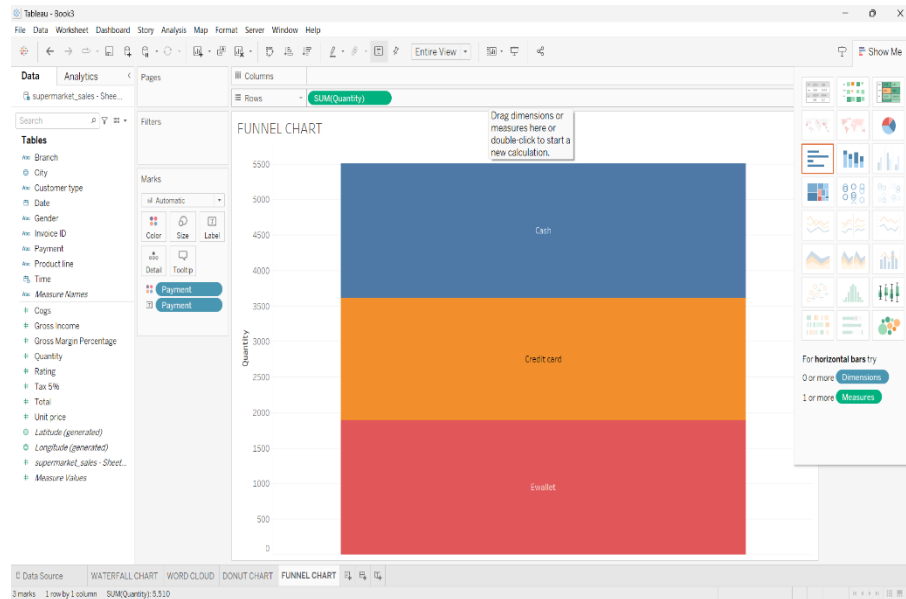 Tableau - Book3
File Data Worksheet Dashboard Story Analysis Map Format Server Window Help
Entire View
Show Me
Data Analytics
Pages
Columns
supermarket_sales - Shee...
Rows
SUM(Quantity)
Search
Filters
FUNNEL CHART
Drag dimensions or
measures here or
double-click to start a
new calculation.
Tables
Abc Branch
City
Abc Customer type
Date
Abc Gender
Abc Invoice ID
Abc Payment
Abc Product line
Time
Abc Measure Names
# Cogs
# Gross Income
# Gross Margin Percentage
# Quantity
# Rating
# Tax 5%
# Total
# Unit price
Latitude (generated)
Longitude (generated)
# supermarket_sales - Sheet...
# Measure Values
Marks
Automatic
Color Size Label
Detail Tooltip
Payment
Payment
Quantity
5500
5000
4500
4000
3500
3000
2500
2000
1500
1000
500
0
Cash
Credit card
Ewallet
For horizontal bars try
0 or more Dimensions
1 or more Measures
Data Source WATERFALL CHART WORD CLOUD DONUT CHART FUNNEL CHART
3 marks 1 row by 1 column SUM(Quantity): 5,510